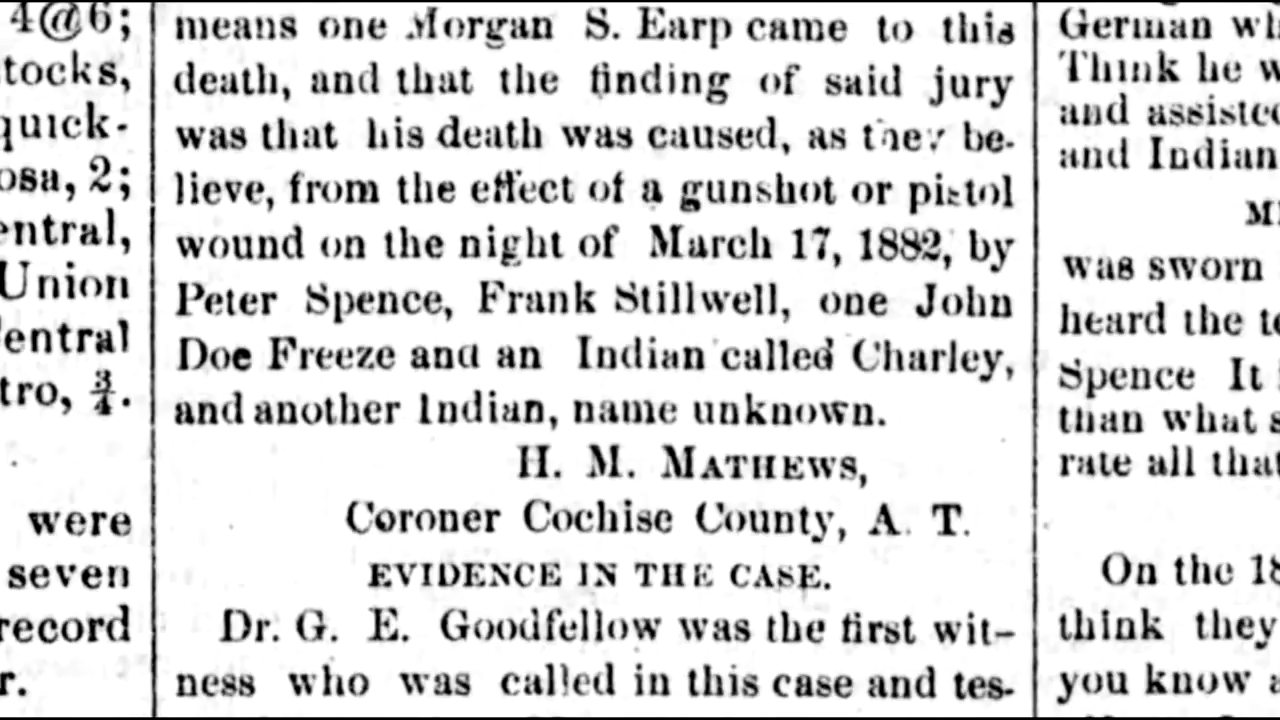 4@6;
tocks,
quick-
osa, 2;
entral,
Union
entral
tro, ¾.
were
seven
record
r.
means one Morgan S. Earp came to this
death, and that the finding of said jury
was that his death was caused, as they be-
lieve, from the effect of a gunshot or pistol
wound on the night of March 17, 1882, by
Peter Spence, Frank Stillwell, one John
Doe Freeze and an Indian called Charley,
and another Indian, name unknown.
H. M. MATHEWS,
Coroner Cochise County, A. T.
EVIDENCE IN THE CASE.
Dr. G. E. Goodfellow was the first wit-
ness who was called in this case and tes-
German wh
Think he w
and assisted
and Indian
M
was sworn
heard the te
Spence It
than what s
rate all that
On the 18
think they
you know a